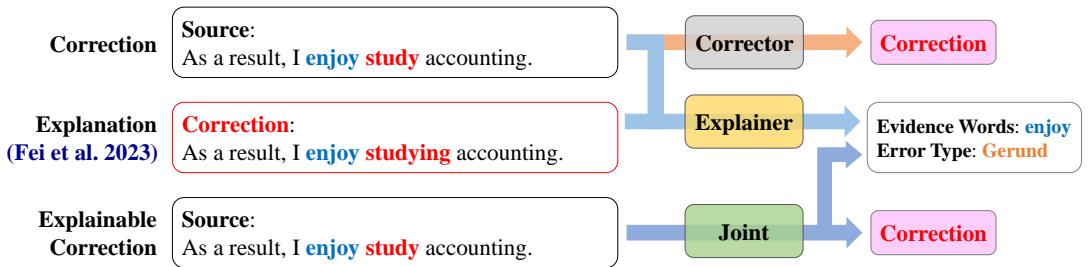 Correction
Source:
As a result, I enjoy study accounting.
Corrector
Correction
Explanation
(Fei et al. 2023)
Correction:
As a result, I enjoy studying accounting.
Explainer
Evidence Words: enjoy
Error Type: Gerund
Explainable
Correction
Source:
As a result, I enjoy study accounting.
Joint
Correction